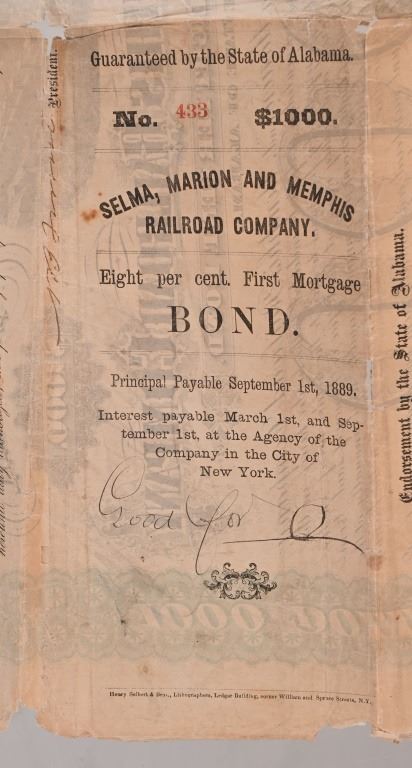 Guaranteed by the State of Alabama.
No. 433 $1000.
SELMA, MARION AND MEMPHIS
RAILROAD COMPANY.
Eight per cent. First Mortgage
BOND.
Principal Payable September 1st, 1889.
Interest payable March 1st, and Sep-
tember 1st, at the Agency of the
Company in the City of
New York.
Good for
Henry Seibert & Bros., Lithographers, Ledger Building, corner William and Spruce Streets, N.Y.
President.
Endorsement by the State of Alabama.